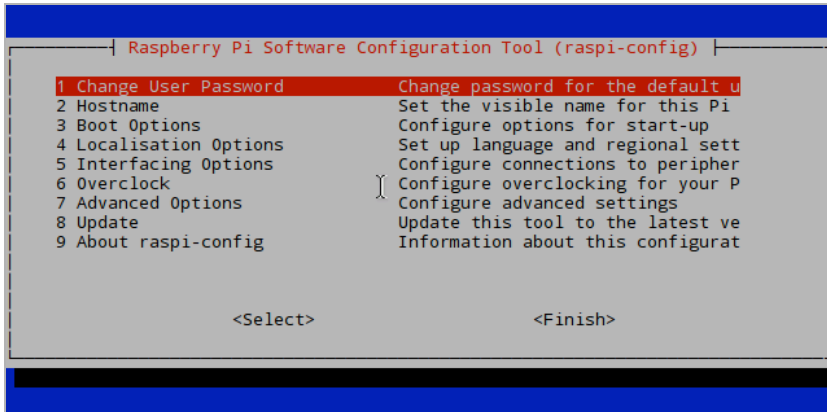 Raspberry Pi Software Configuration Tool (raspi-config)
1 Change User Password Change password for the default u
2 Hostname Set the visible name for this Pi
3 Boot Options Configure options for start-up
4 Localisation Options Set up language and regional sett
5 Interfacing Options Configure connections to peripher
6 Overclock Configure overclocking for your P
7 Advanced Options Configure advanced settings
8 Update Update this tool to the latest ve
9 About raspi-config Information about this configurat
<Select> <Finish>